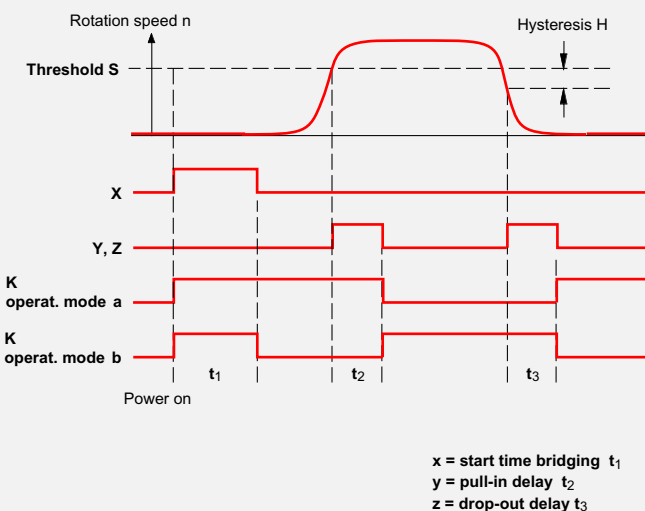 Rotation speed n
Hysteresis H
Threshold S
X
Y, Z
K
operat. mode a
K
operat. mode b
t1 t2 t3
Power on
x = start time bridging t1
y = pull-in delay t2
z = drop-out delay t3